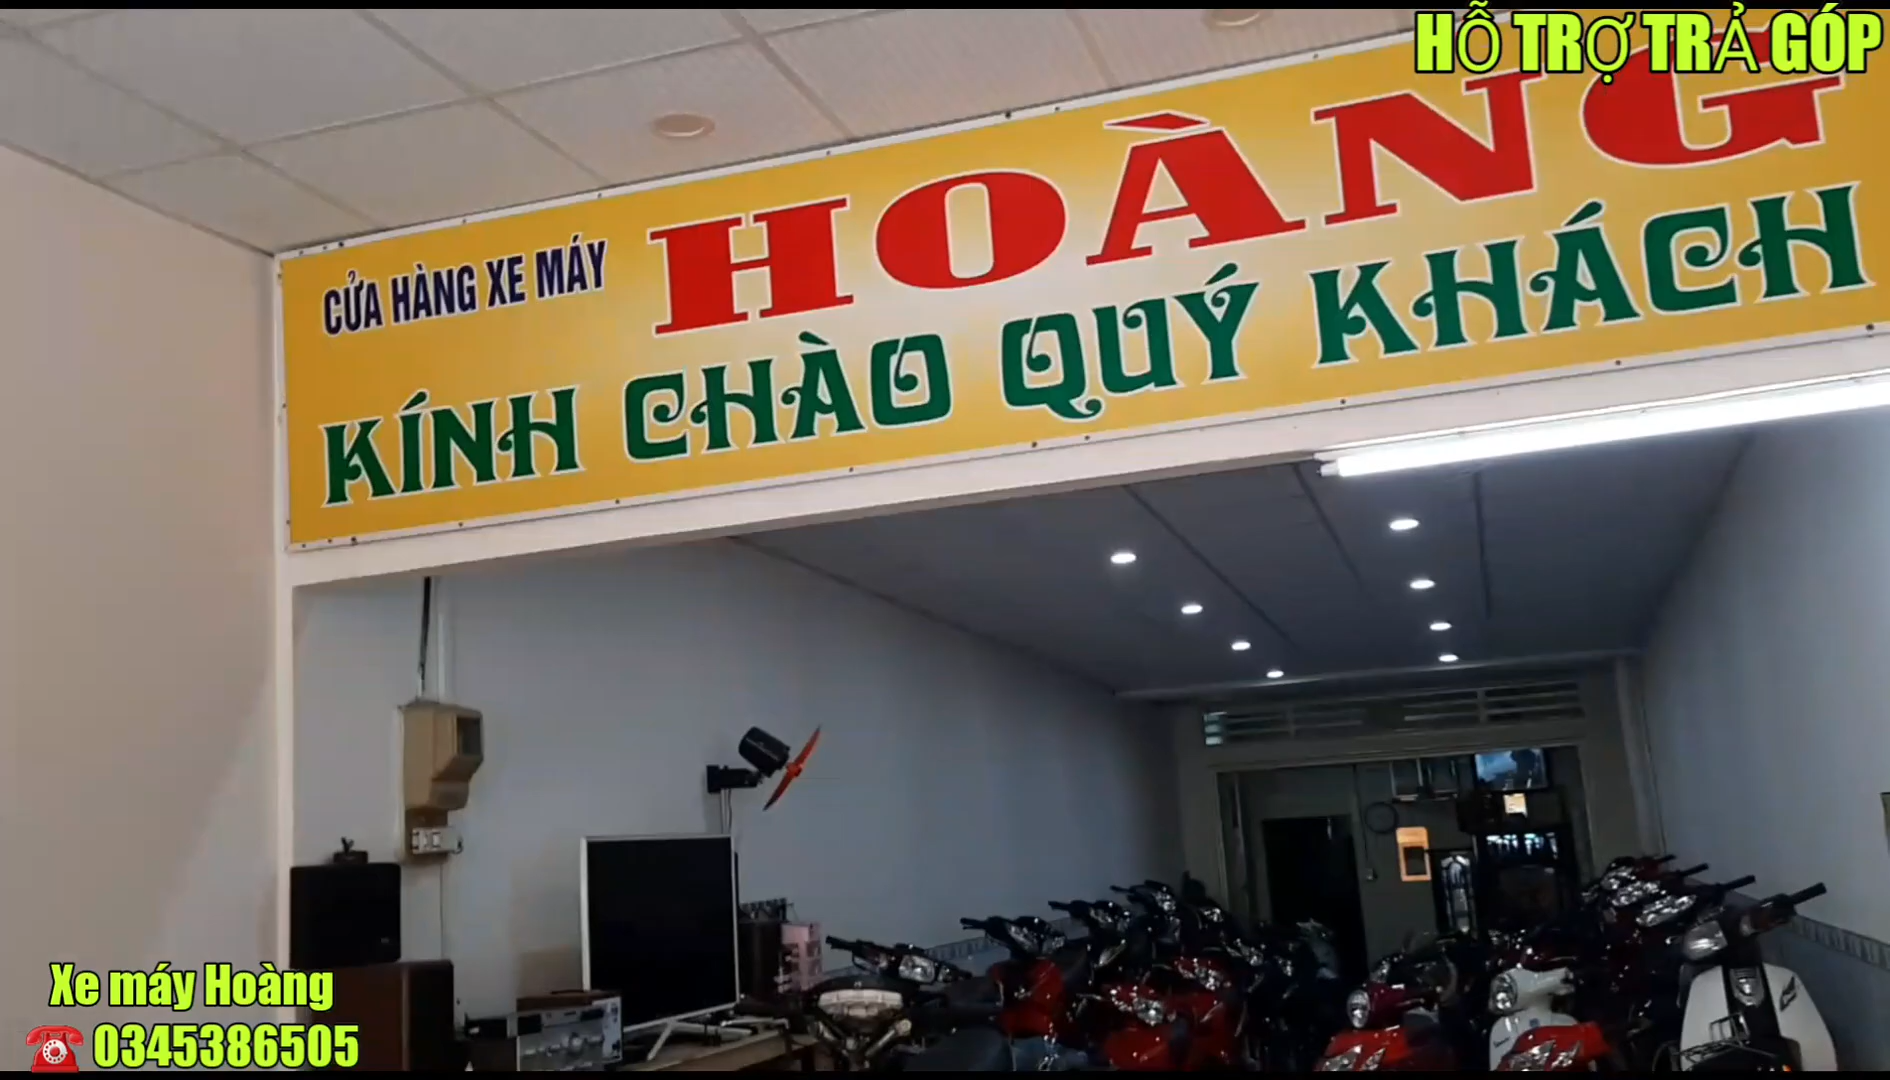 HỖ TRỢ TRẢ GÓP
CỬA HÀNG XE MÁY HOÀNG
KÍNH CHÀO QUÝ KHÁCH
Xe máy Hoàng
☎ 0345386505